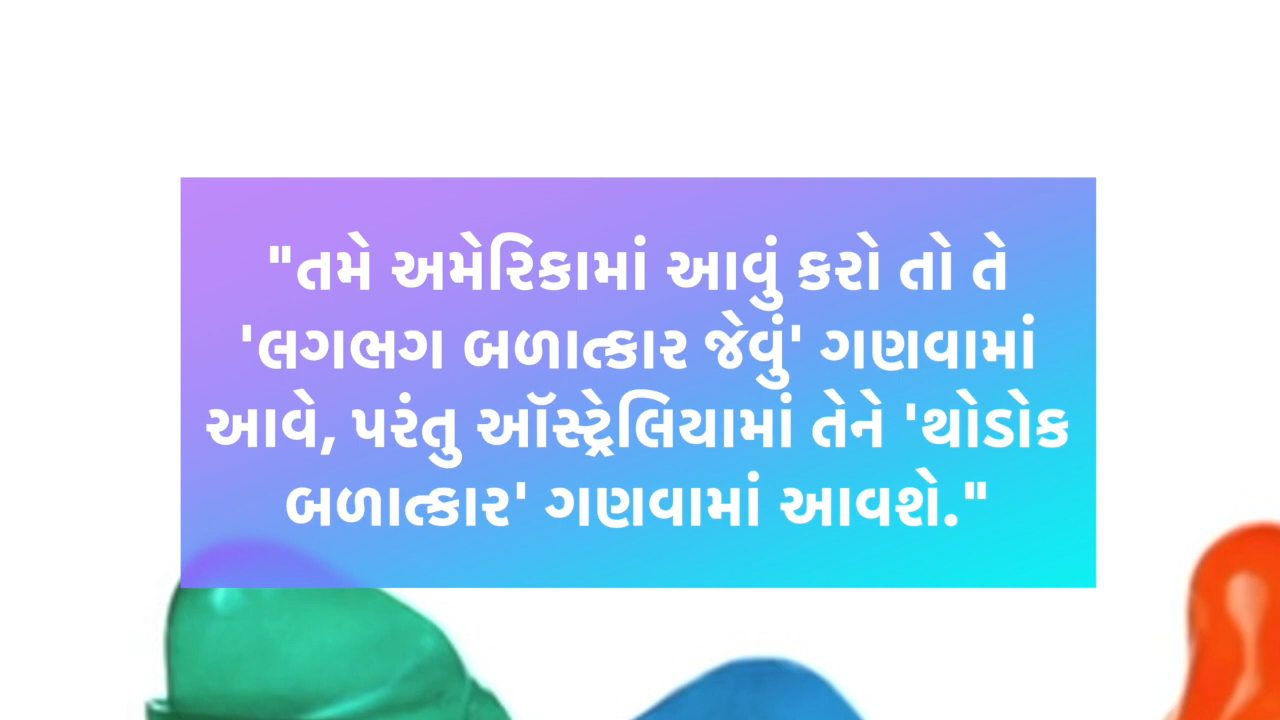 "તમે અમેરિકામાં આવું કરો તો તે
'લગભગ બળાત્કાર જેવું' ગણવામાં
આવે, પરંતુ ઑસ્ટ્રેલિયામાં તેને 'થોડોક
બળાત્કાર' ગણવામાં આવશે."